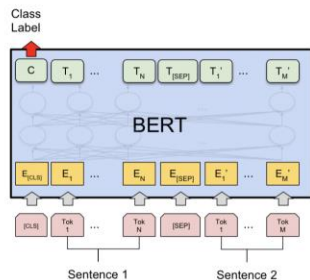 Class
Label
C T1 ... TN T[SEP] T1' ... TM'
BERT
E[CLS] E1 ... EN E[SEP] E1' ... EM'
[CLS] Tok 1 ... Tok N [SEP] Tok 1 ... Tok M
Sentence 1 Sentence 2